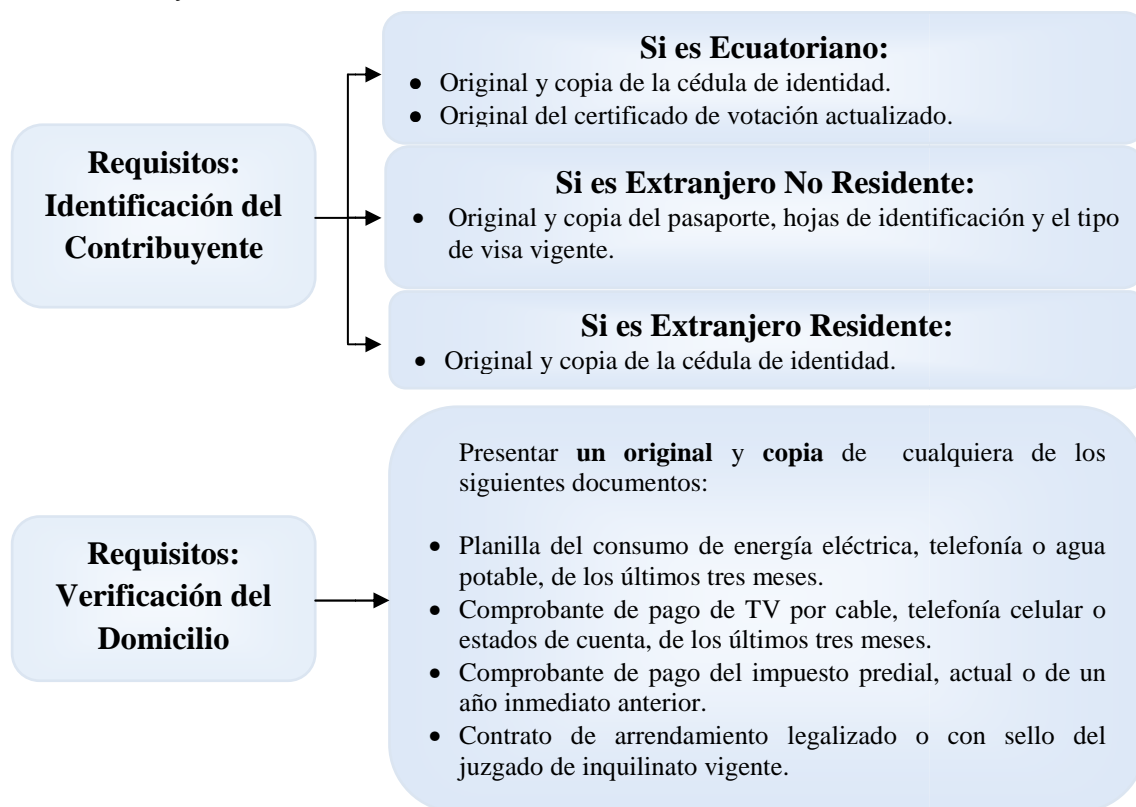 Si es Ecuatoriano:
● Original y copia de la cédula de identidad.
● Original del certificado de votación actualizado.
Requisitos:
Identificación del
Contribuyente
Si es Extranjero No Residente:
● Original y copia del pasaporte, hojas de identificación y el tipo
de visa vigente.
Si es Extranjero Residente:
● Original y copia de la cédula de identidad.
Presentar un original y copia de cualquiera de los
siguientes documentos:
● Planilla del consumo de energía eléctrica, telefonía o agua
potable, de los últimos tres meses.
● Comprobante de pago de TV por cable, telefonía celular o
estados de cuenta, de los últimos tres meses.
● Comprobante de pago del impuesto predial, actual o de un
año inmediato anterior.
● Contrato de arrendamiento legalizado o con sello del
juzgado de inquilinato vigente.
Requisitos:
Verificación del
Domicilio